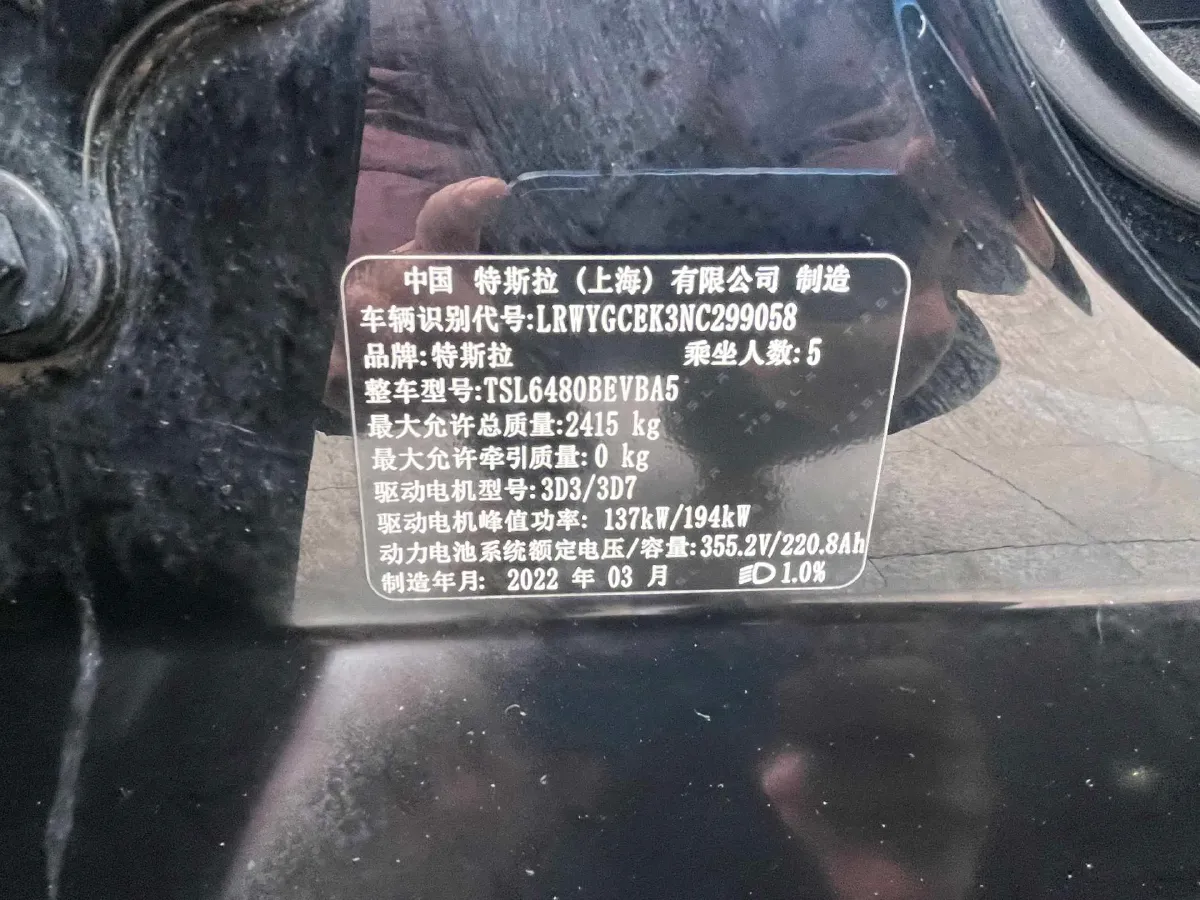 中国 特斯拉（上海）有限公司 制造
车辆识别代号:LRWYGCEK3NC299058
品牌:特斯拉 乘坐人数:5
整车型号:TSL6480BEVBA5
最大允许总质量:2415 kg
最大允许牵引质量:0 kg
驱动电机型号:3D3/3D7
驱动电机峰值功率: 137kW/194kW
动力电池系统额定电压/容量:355.2V/220.8Ah
制造年月: 2022 年 03 月 1.0%